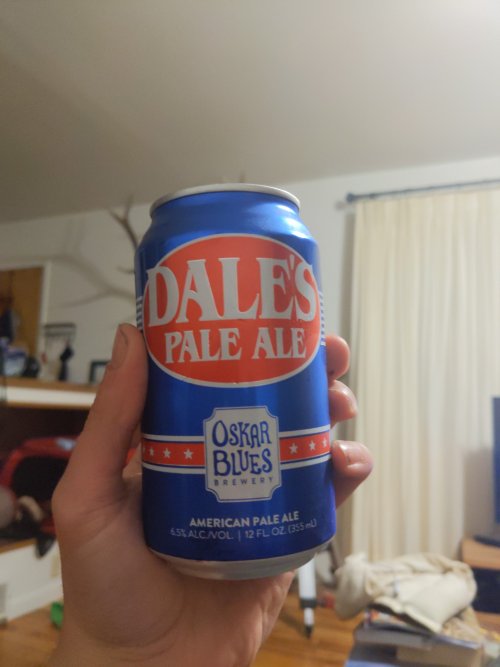 DALE'S
PALE ALE
OSKAR
BLUES
BREWERY
AMERICAN PALE ALE
6.5% ALC./VOL. | 12 FL. OZ. (355 mL)